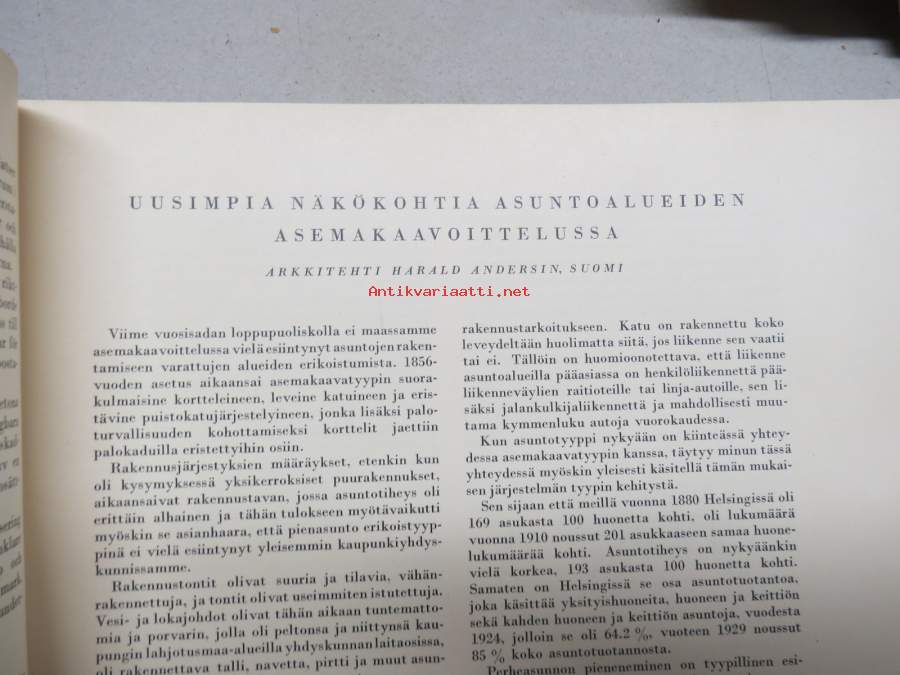 UUSIMPIA NÄKÖKOHTIA ASUNTOALUEIDEN
ASEMAKAAVOITTELUSSA
ARKKITEHTI HARALD ANDERSIN, SUOMI
Antikvariaatti.net
Viime vuosisadan loppupuoliskolla ei maassamme
asemakaavoittelussa vielä esiintynyt asuntojen raken-
tamiseen varattujen alueiden erikoistumista. 1856-
vuoden asetus aikaansai asemakaavatyypin suora-
kulmaisine kortteleineen, leveine katuineen ja eris-
tävine puistokatujärjestelyineen, jonka lisäksi palo-
turvallisuuden kohottamiseksi korttelit jaettiin
palokaduilla eristettyihin osiin.
Rakennusjärjestyksien määräykset, etenkin kun
oli kysymyksessä yksikerroksiset puurakennukset,
aikaansaivat rakennustavan, jossa asuntotiheys oli
erittäin alhainen ja tähän tulokseen myötävaikutti
myöskin se asianhaara, että pienasunto erikoistyyp-
pinä ei vielä esiintynyt yleisemmin kaupunkiyhdys-
kunnissamme.
Rakennustontit olivat suuria ja tilavia, vähän-
rakennettuja, ja tontit olivat useimmiten istutettuja.
Vesi- ja lokajohdot olivat tähän aikaan tuntematto-
mia ja porvarin, jolla oli peltonsa ja niittynsä kau-
pungin lahjotusmaa-alueilla yhdyskunnan laitaosissa,
oli rakennettava talli, navetta, pirtti ja muut asun-
rakennustarkoitukseen. Katu on rakennettu koko
leveydeltään huolimatta siitä, jos liikenne sen vaatii
tai ei. Tällöin on huomioonotettava, että liikenne
asuntoalueilla pääasiassa on henkilöliikennettä pää-
liikenneväylien raitioteille tai linja-autoille, sen li-
säksi jalankulkijaliikennettä ja mahdollisesti muu-
tama kymmenluku autoja vuorokaudessa.
Kun asuntotyyppi nykyään on kiinteässä yhtey-
dessa asemakaavatyypin kanssa, täytyy minun tässä
yhteydessä myöskin yleisesti käsitellä tämän mukai-
sen järjestelmän tyypin kehitystä.
Sen sijaan että meillä vuonna 1880 Helsingissä oli
169 asukasta 100 huonetta kohti, oli lukumäärä
vuonna 1910 noussut 201 asukkaaseen samaa huone-
lukumäärää kohti. Asuntotiheys on nykyäänkin
vielä korkea, 193 asukasta 100 huonetta kohti.
Samaten on Helsingissä se osa asuntotuotantoa,
joka käsittää yksityishuoneita, huoneen ja keittiön
sekä kahden huoneen ja keittiön asuntoja, vuodesta
1924, jolloin se oli 64.2 %, vuoteen 1929 noussut
85 % koko asuntotuotannosta.
Perheasunnon pieneneminen on tyypillinen esi-